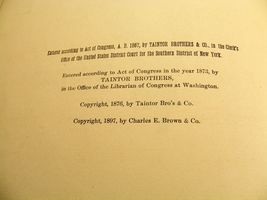 Entered according to Act of Congress, A. D. 1867, by TAINTOR BROTHERS & Co., in the Clerk's
Office of the United States District Court for the Southern District of New York.
Entered according to Act of Congress in the year 1873, by
TAINTOR BROTHERS,
in the Office of the Librarian of Congress at Washington.
Copyright, 1876, by Taintor Bro's & Co.
Copyright, 1897, by Charles E. Brown & Co.